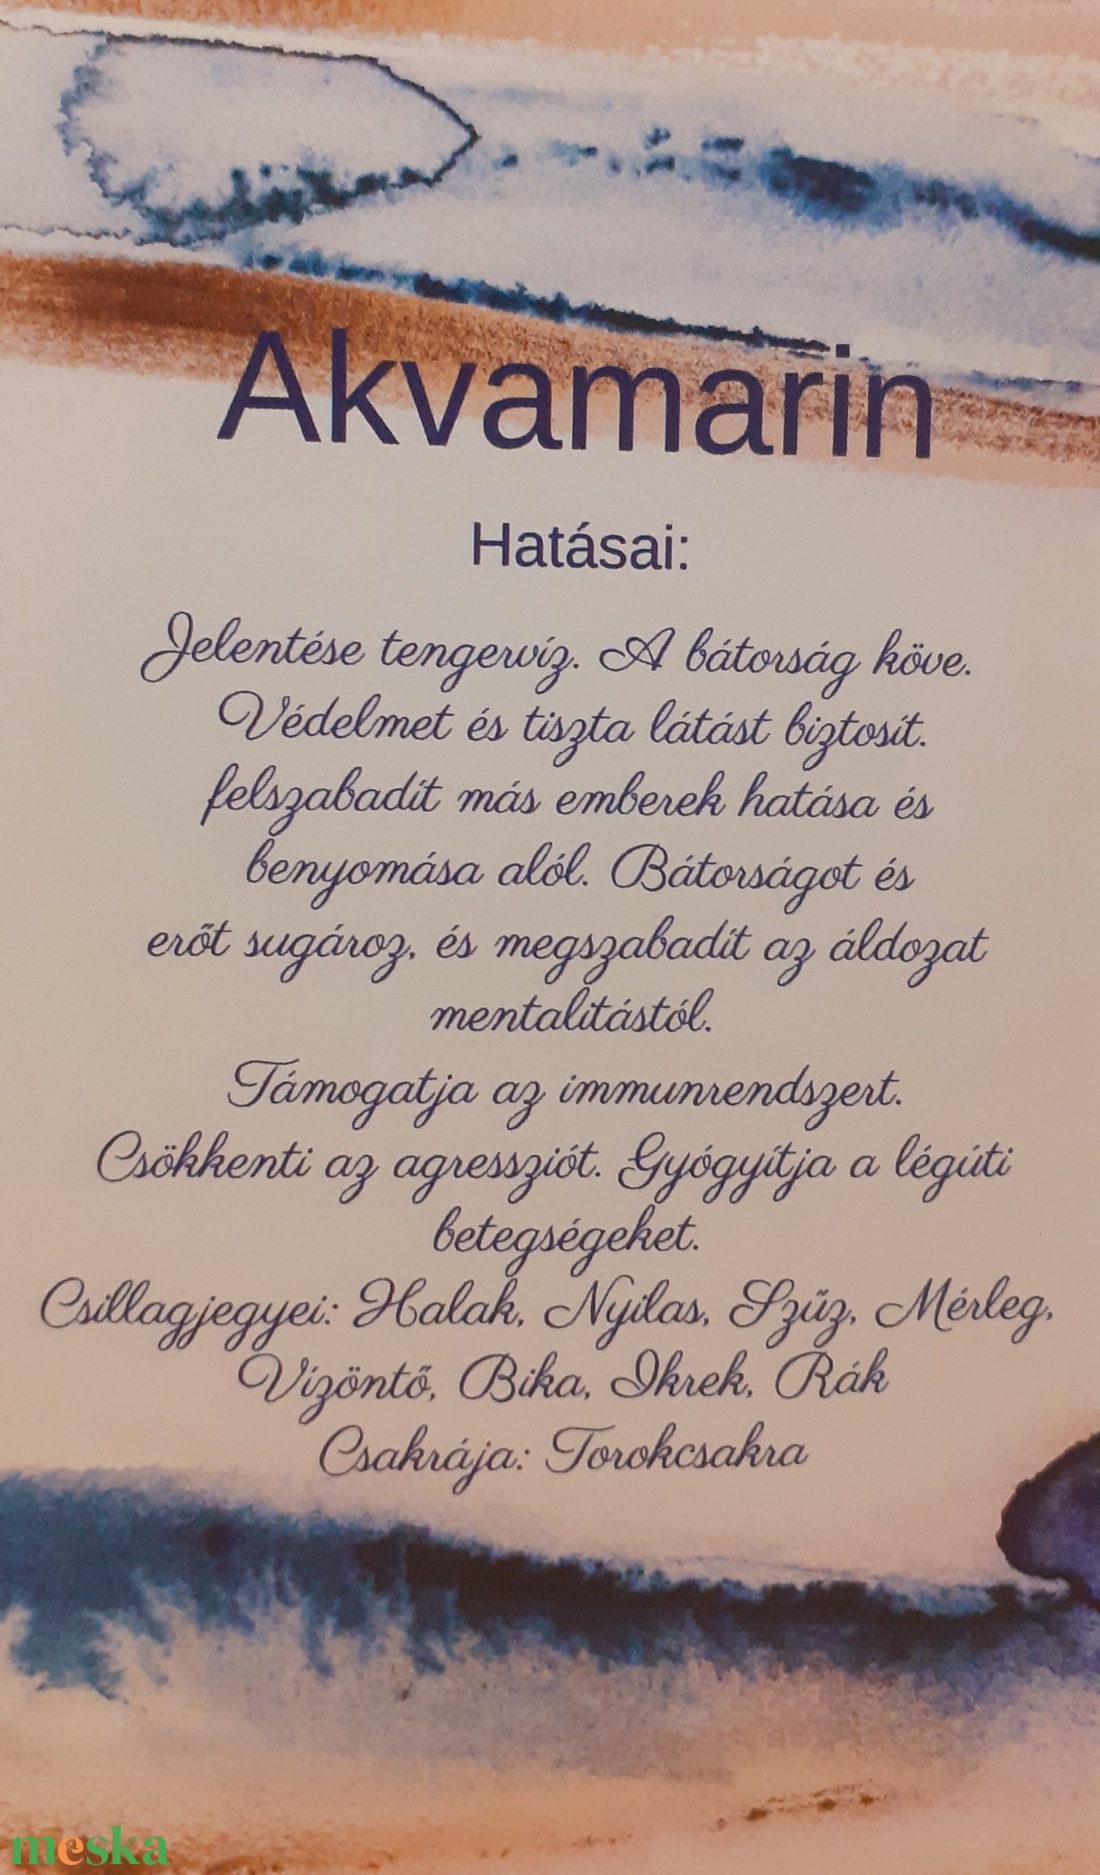 Akvamarin
Hatásai:
Jelentése tengervíz. A bátorság köve.
Védelmet és tiszta látást biztosít.
felszabadít más emberek hatása és
benyomása alól. Bátorságot és
erőt sugároz, és megszabadít az áldozat
mentalitástól.
Támogatja az immunrendszert.
Csökkenti az agressziót. Gyógyítja a légúti
betegségeket.
Csillagjegyei: Halak, Nyilas, Szűz, Mérleg,
Vízöntő, Bika, Ikrek, Rák
Csakrája: Torokcsakra
meska